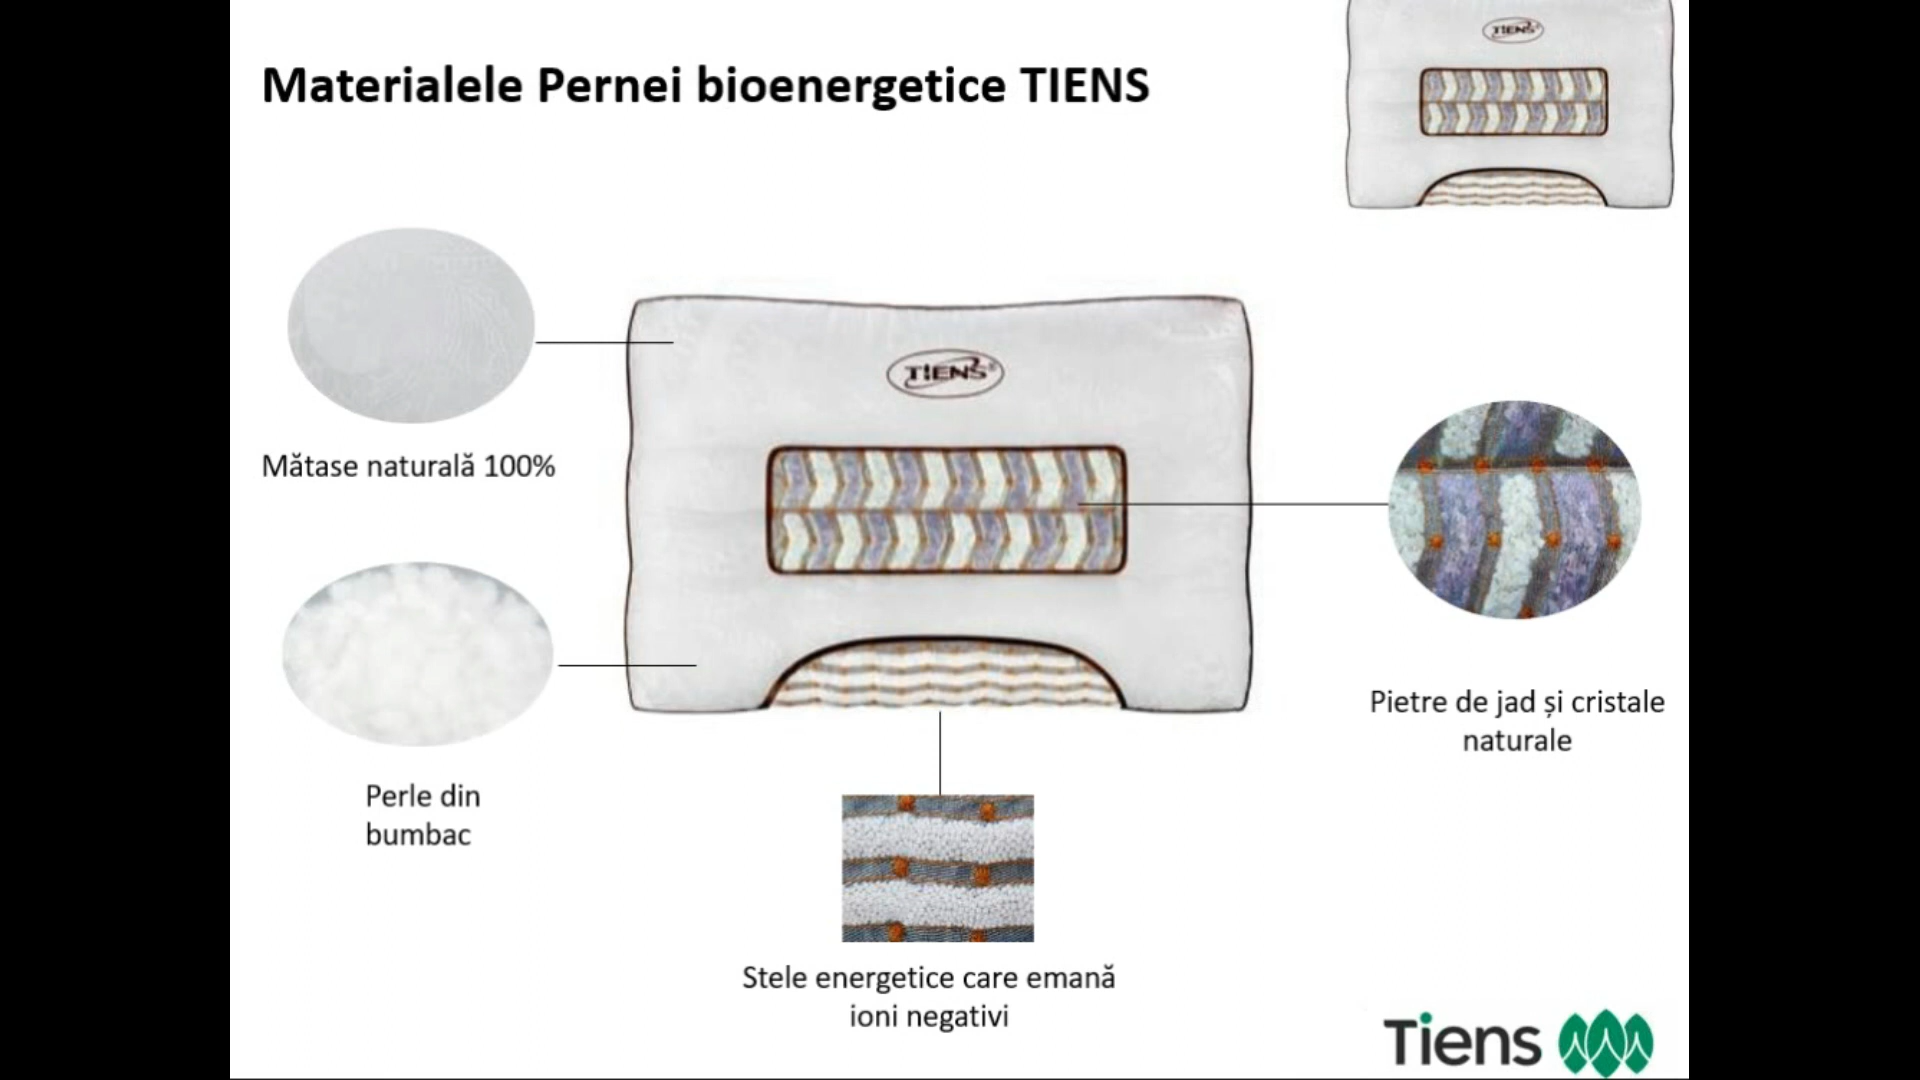 TIENS
Materialele Pernei bioenergetice TIENS
TIENS
Mătase naturală 100%
Pietre de jad și cristale
naturale
Perle din
bumbac
Stele energetice care emană
ioni negativi
Tiens